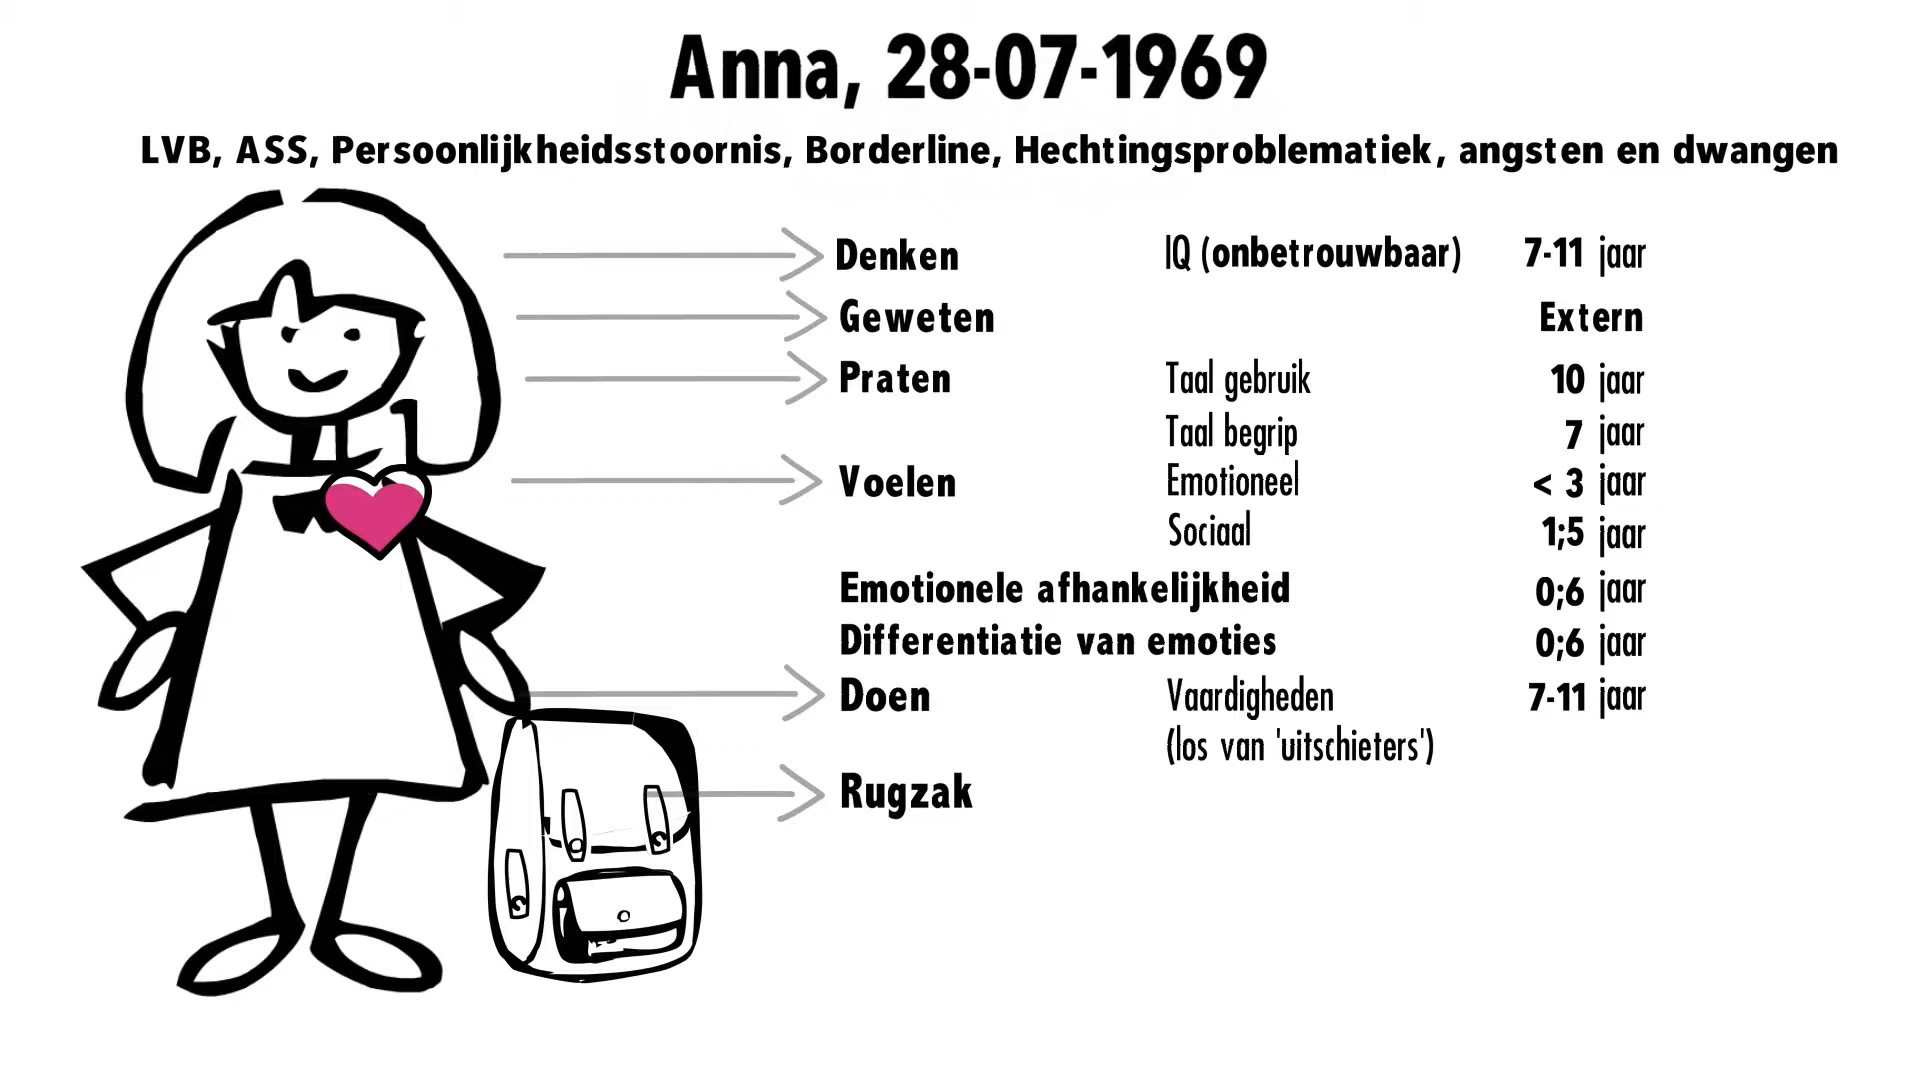 Anna, 28-07-1969
LVB, ASS, Persoonlijkheidsstoornis, Borderline, Hechtingsproblematiek, angsten en dwangen
Denken IQ (onbetrouwbaar) 7-11 jaar
Geweten Extern
Praten Taal gebruik 10 jaar
Taal begrip 7 jaar
Voelen Emotioneel < 3 jaar
Sociaal 1;5 jaar
Emotionele afhankelijkheid 0;6 jaar
Differentiatie van emoties 0;6 jaar
Doen Vaardigheden 7-11 jaar
(los van 'uitschieters')
Rugzak